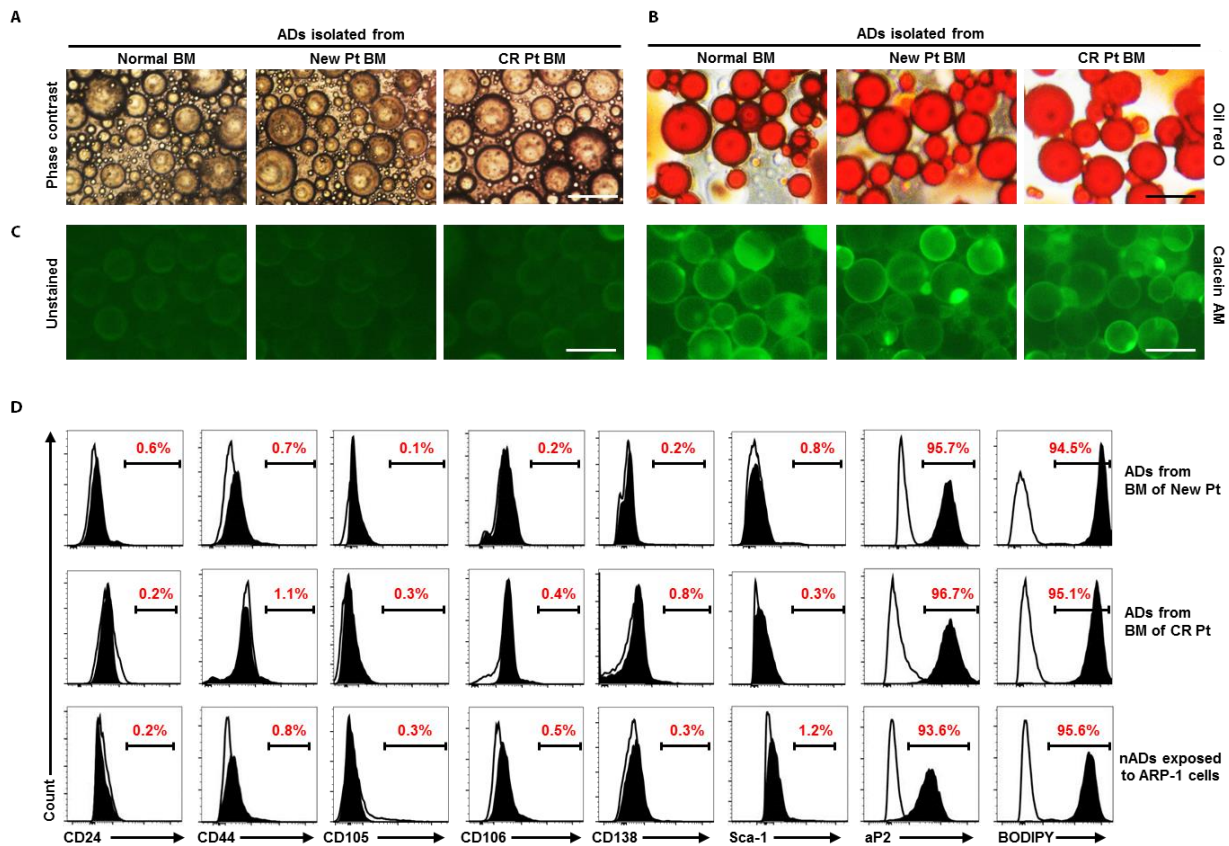 A
ADs isolated from
Normal BM New Pt BM CR Pt BM
Phase contrast
B
ADs isolated from
Normal BM New Pt BM CR Pt BM
Oil red O
C
Unstained
Calcein AM
D
0.6% 0.7% 0.1% 0.2% 0.2% 0.8% 95.7% 94.5%
ADs from
BM of New Pt
0.2% 1.1% 0.3% 0.4% 0.8% 0.3% 96.7% 95.1%
ADs from
BM of CR Pt
0.2% 0.8% 0.3% 0.5% 0.3% 1.2% 93.6% 95.6%
nADs exposed
to ARP-1 cells
Count
CD24 CD44 CD105 CD106 CD138 Sca-1 aP2 BODIPY